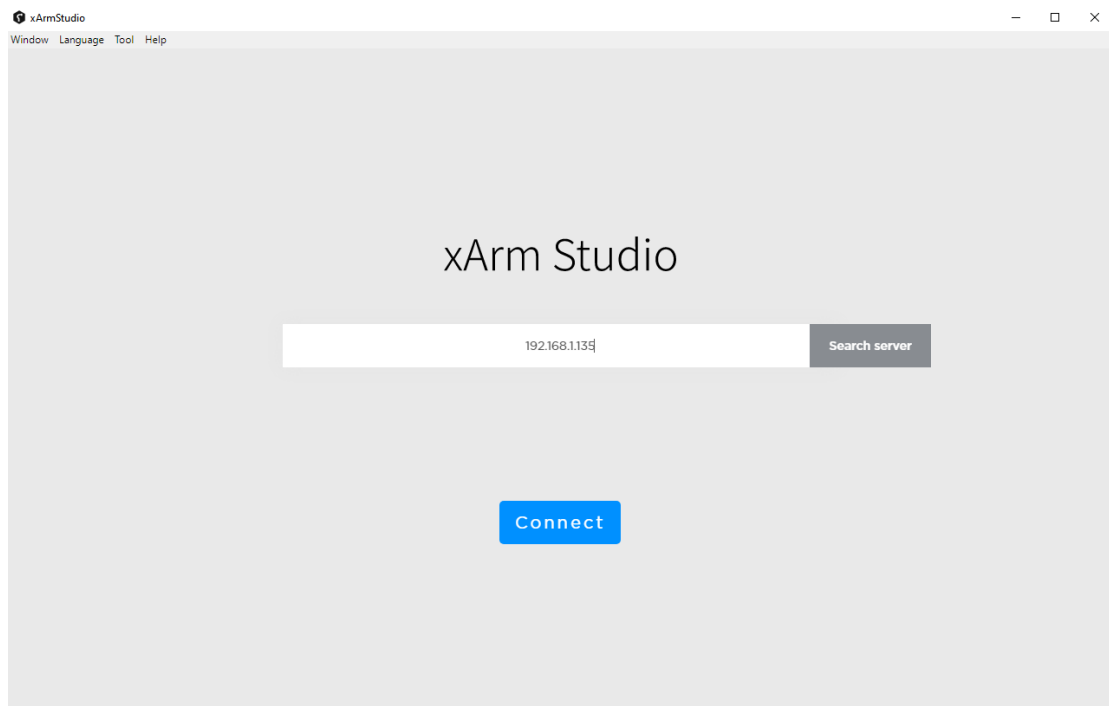 xArmStudio
Window Language Tool Help
xArm Studio
192.168.1.135
Search server
Connect